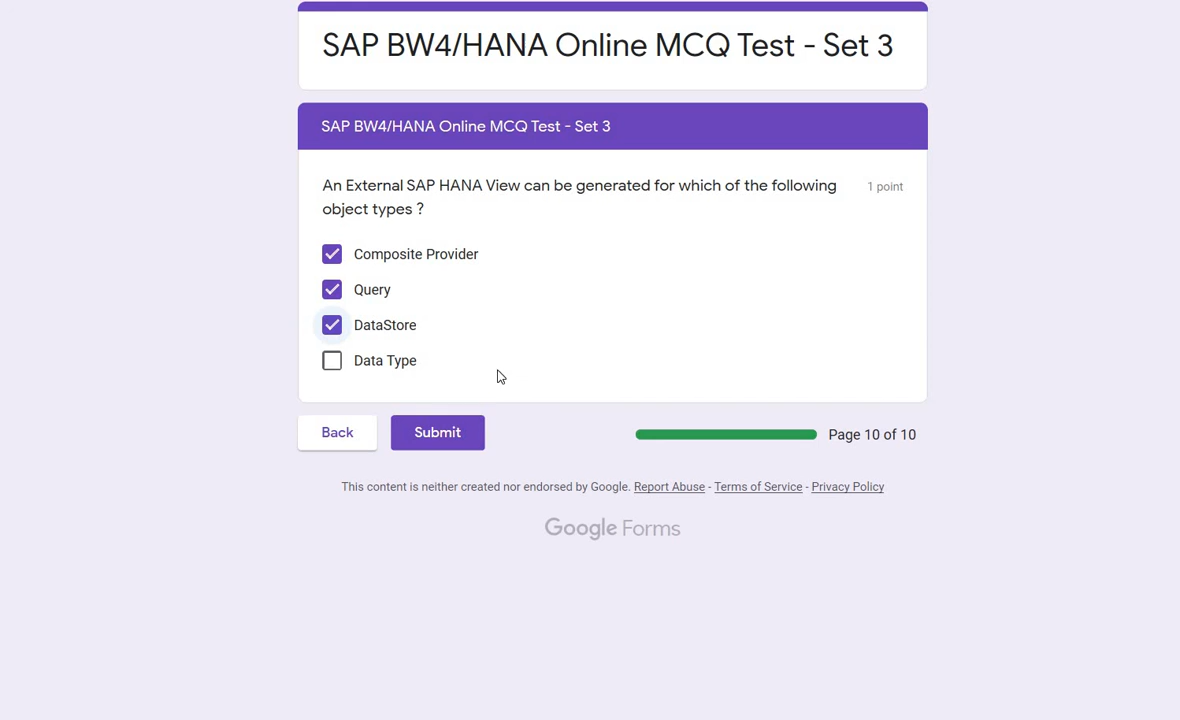 SAP BW4/HANA Online MCQ Test - Set 3
SAP BW4/HANA Online MCQ Test - Set 3
An External SAP HANA View can be generated for which of the following
1 point
object types ?
Composite Provider
Query
DataStore
Data Type
Back
Submit
Page 10 of 10
This content is neither created nor endorsed by Google. Report Abuse - Terms of Service - Privacy Policy
Google Forms